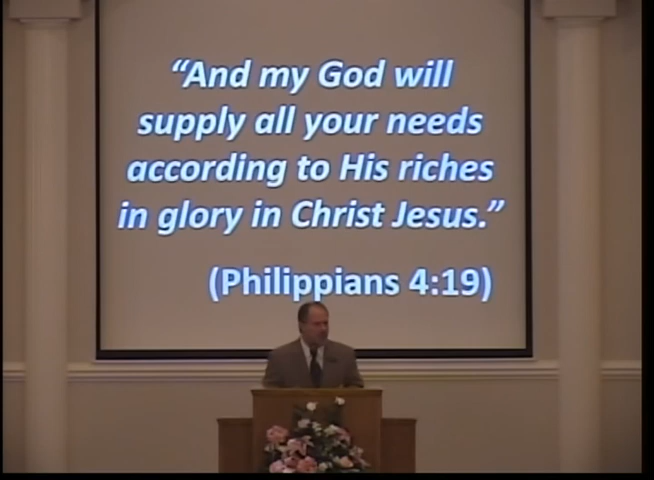 “And my God will
supply all your needs
according to His riches
in glory in Christ Jesus.”
(Philippians 4:19)